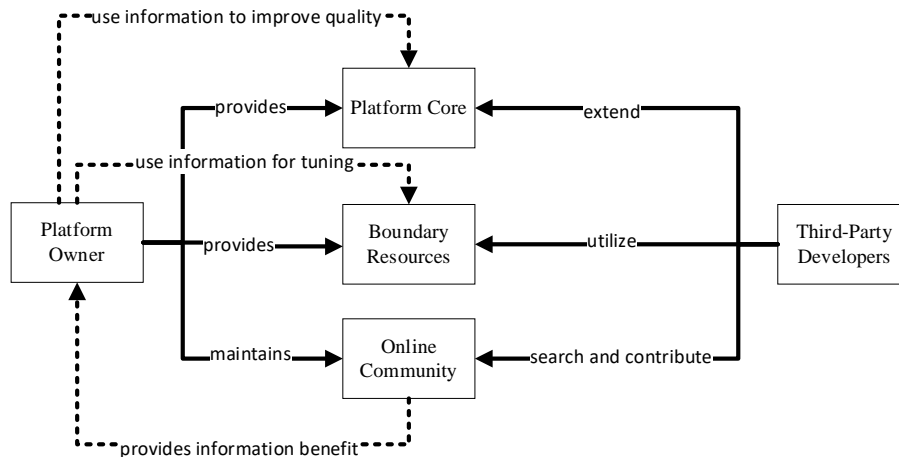 use information to improve quality
provides
Platform Core
extend
use information for tuning
Platform
Owner
provides
Boundary
Resources
utilize
Third-Party
Developers
maintains
Online
Community
search and contribute
provides information benefit